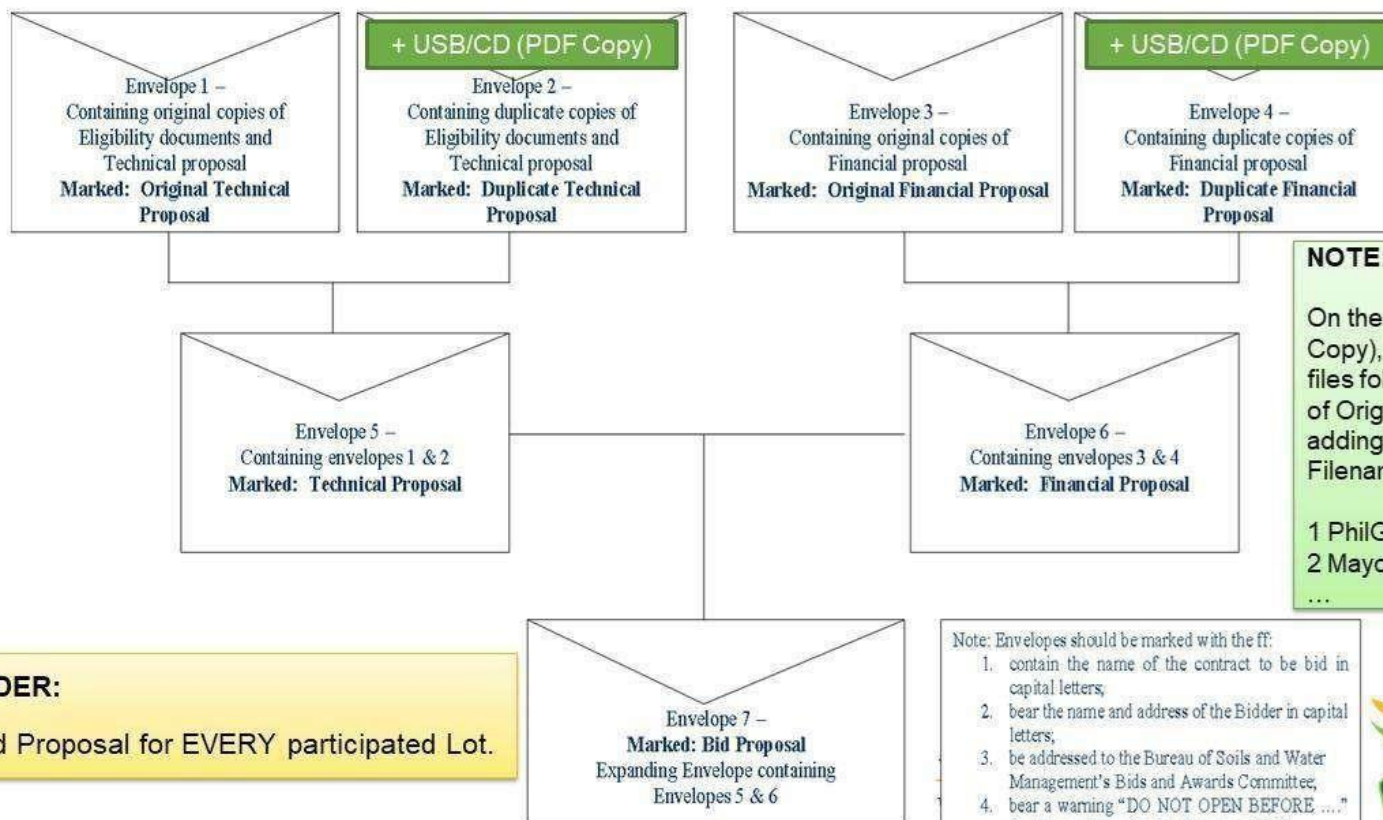 Envelope 1 –
Containing original copies of
Eligibility documents and
Technical proposal
Marked: Original Technical
Proposal
+ USB/CD (PDF Copy)
Envelope 2 –
Containing duplicate copies of
Eligibility documents and
Technical proposal
Marked: Duplicate Technical
Proposal
Envelope 3 –
Containing original copies of
Financial proposal
Marked: Original Financial Proposal
+ USB/CD (PDF Copy)
Envelope 4 –
Containing duplicate copies of
Financial proposal
Marked: Duplicate Financial
Proposal
NOTE
On the
Copy),
files fo
of Orig
adding
Filenar
1 PhilG
2 Mayo
...
Envelope 5 –
Containing envelopes 1 & 2
Marked: Technical Proposal
Envelope 6 –
Containing envelopes 3 & 4
Marked: Financial Proposal
DER:
d Proposal for EVERY participated Lot.
Envelope 7 –
Marked: Bid Proposal
Expanding Envelope containing
Envelopes 5 & 6
Note: Envelopes should be marked with the ff:
1. contain the name of the contract to be bid in
capital letters;
2. bear the name and address of the Bidder in capital
letters;
3. be addressed to the Bureau of Soils and Water
Management's Bids and Awards Committee;
4. bear a warning “DO NOT OPEN BEFORE ....”